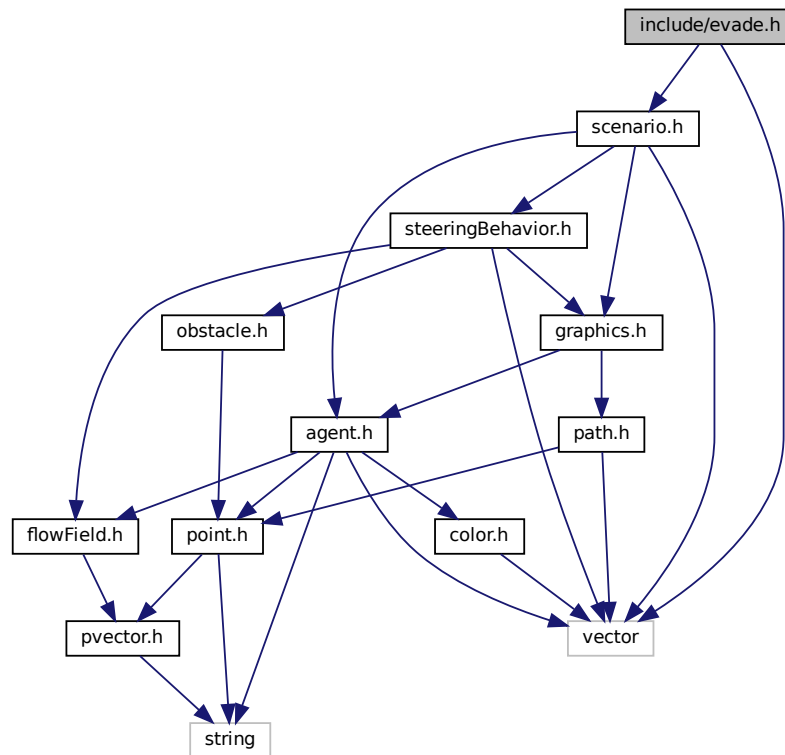 include/evade.h
scenario.h
steeringBehavior.h
obstacle.h
graphics.h
agent.h
path.h
flowField.h
point.h
color.h
pvector.h
vector
string